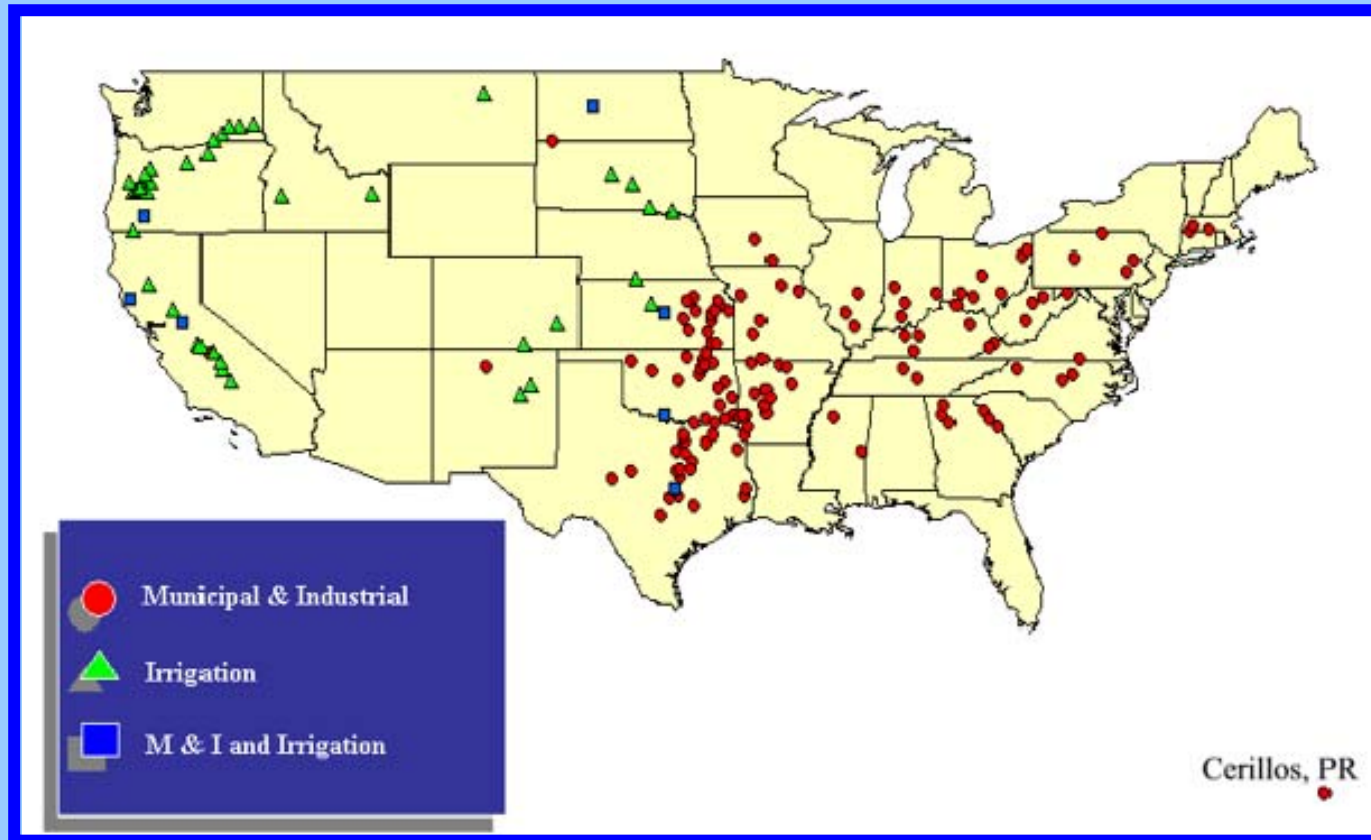 Municipal & Industrial
Irrigation
M & I and Irrigation
Cerillos, PR